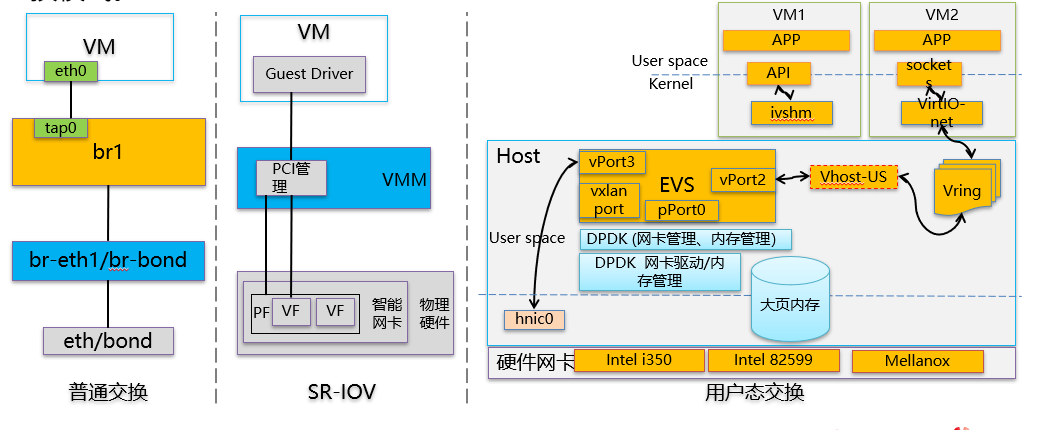 VM
eth0
tap0
br1
br-eth1/br-bond
eth/bond
普通交换
VM
Guest Driver
PCI管
理
VMM
PF
VF
VF
智能
网卡
物理
硬件
SR-IOV
VM1
APP
User space
Kernel
API
ivshm
VM2
APP
socket
s
VirtIO-
net
Host
vPort3
EVS
vPort2
vxlan
port
pPort0
Vhost-US
Vring
User space
DPDK (网卡管理、内存管理)
DPDK 网卡驱动/内
存管理
大页内存
hnic0
硬件网卡
Intel i350
Intel 82599
Mellanox
用户态交换